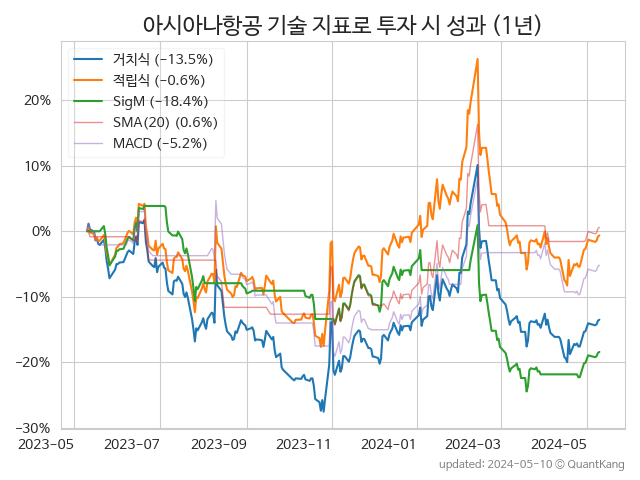 아시아나항공 기술 지표로 투자 시 성과 (1년)
거치식 (−13.5%)
적립식 (−0.6%)
SigM (−18.4%)
SMA(20) (0.6%)
MACD (−5.2%)
20%
10%
0%
−10%
−20%
−30%
2023-05 2023-07 2023-09 2023-11 2024-01 2024-03 2024-05
updated: 2024-05-10 © QuantKang